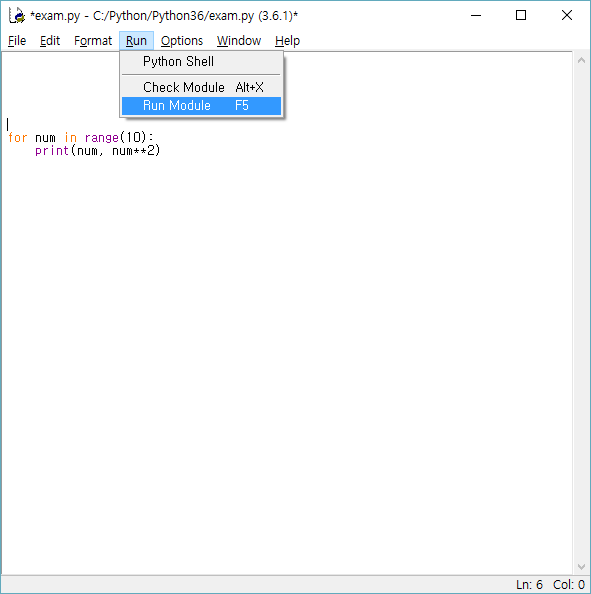 *exam.py - C:/Python/Python36/exam.py (3.6.1)*
File Edit Format Run Options Window Help
Python Shell
Check Module Alt+X
Run Module F5
for num in range(10):
    print(num, num**2)
Ln: 6 Col: 0